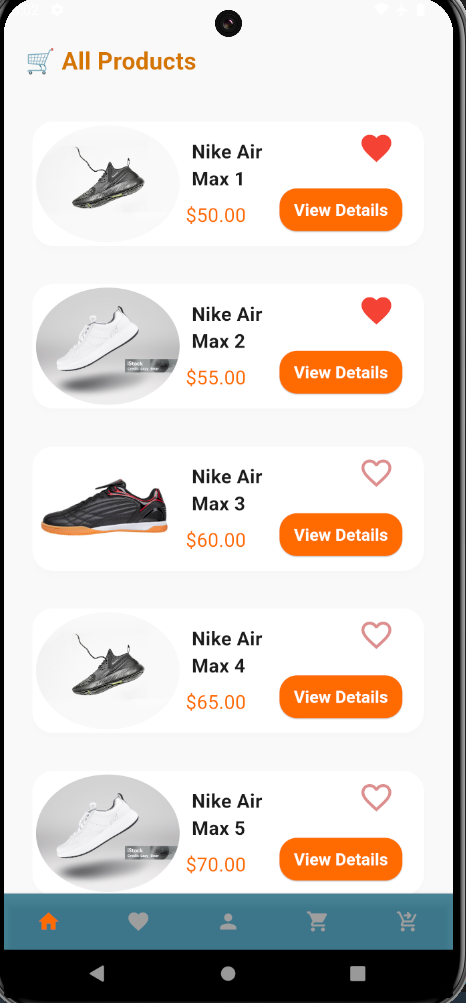 All Products
Nike Air
Max 1
$50.00
View Details
Nike Air
Max 2
iStock
$55.00
View Details
Nike Air
Max 3
$60.00
View Details
Nike Air
Max 4
$65.00
View Details
Nike Air
Max 5
iStock
$70.00
View Details